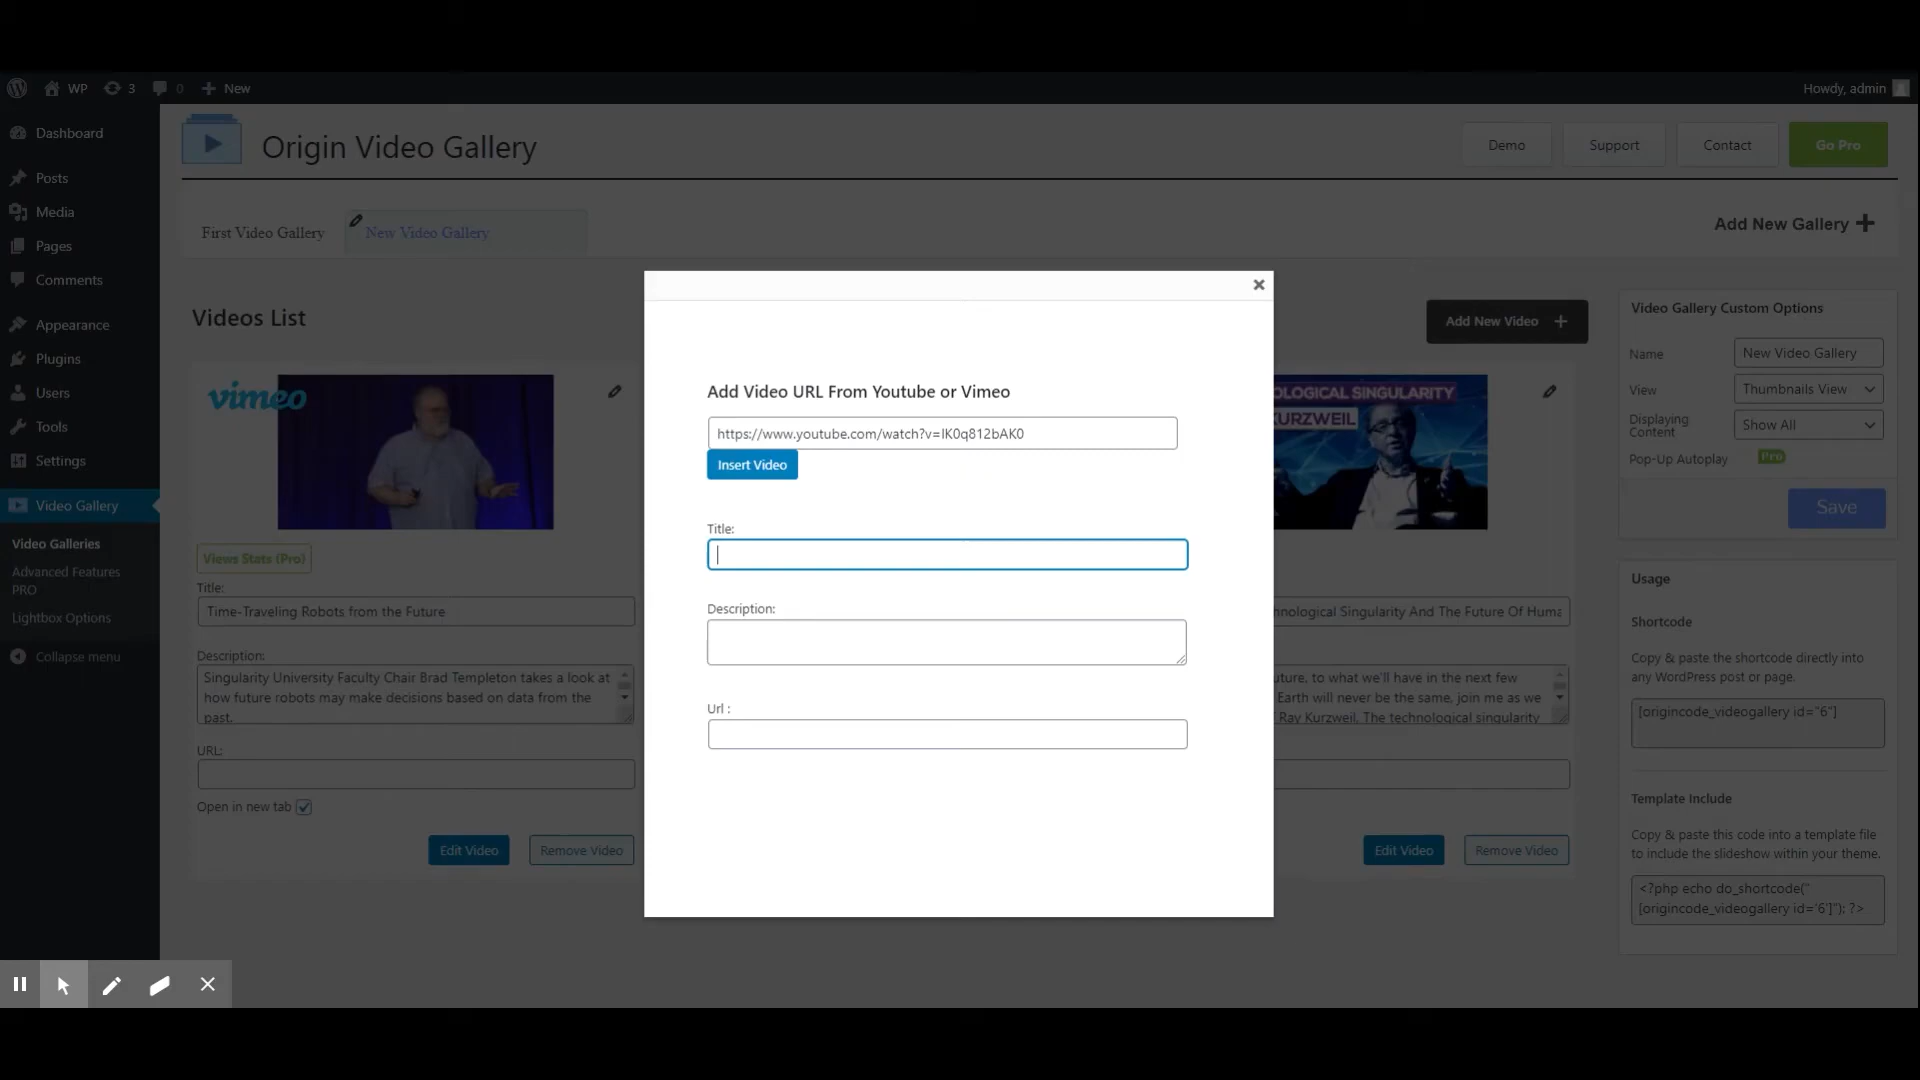 WP
3
0
New
Howdy, admin
Dashboard
Posts
Media
Pages
Comments
Appearance
Plugins
Users
Tools
Settings
Video Gallery
Video Galleries
Advanced Features
PRO
Lightbox Options
Collapse menu
Origin Video Gallery
Demo
Support
Contact
Go Pro
First Video Gallery
New Video Gallery
Add New Gallery
Videos List
Add New Video
vimeo
Views Stats (Pro)
Title:
Time-Traveling Robots from the Future
Description:
Singularity University Faculty Chair Brad Templeton takes a look at
how future robots may make decisions based on data from the
past.
URL:
Open in new tab
Edit Video
Remove Video
Add Video URL From Youtube or Vimeo
https://www.youtube.com/watch?v=lK0q812bAK0
Insert Video
Title:
Description:
Url :
OLOGICAL SINGULARITY
KURZWEIL
hnological Singularity And The Future Of Huma
uture, to what we'll have in the next few
Earth will never be the same, join me as we
Ray Kurzweil. The technological singularity
Edit Video
Remove Video
Video Gallery Custom Options
Name
New Video Gallery
View
Thumbnails View
Displaying
Content
Show All
Pop-Up Autoplay
Pro
Save
Usage
Shortcode
Copy & paste the shortcode directly into
any WordPress post or page.
[origincode_videogallery id="6"]
Template Include
Copy & paste this code into a template file
to include the slideshow within your theme.
<?php echo do_shortcode("
[origincode_videogallery id='6']"); ?>